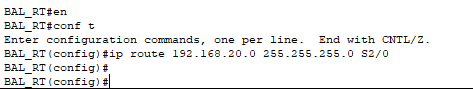 BAL_RT#en
BAL_RT#conf t
Enter configuration commands, one per line.  End with CNTL/Z.
BAL_RT(config)#ip route 192.168.20.0 255.255.255.0 S2/0
BAL_RT(config)#
BAL_RT(config)#